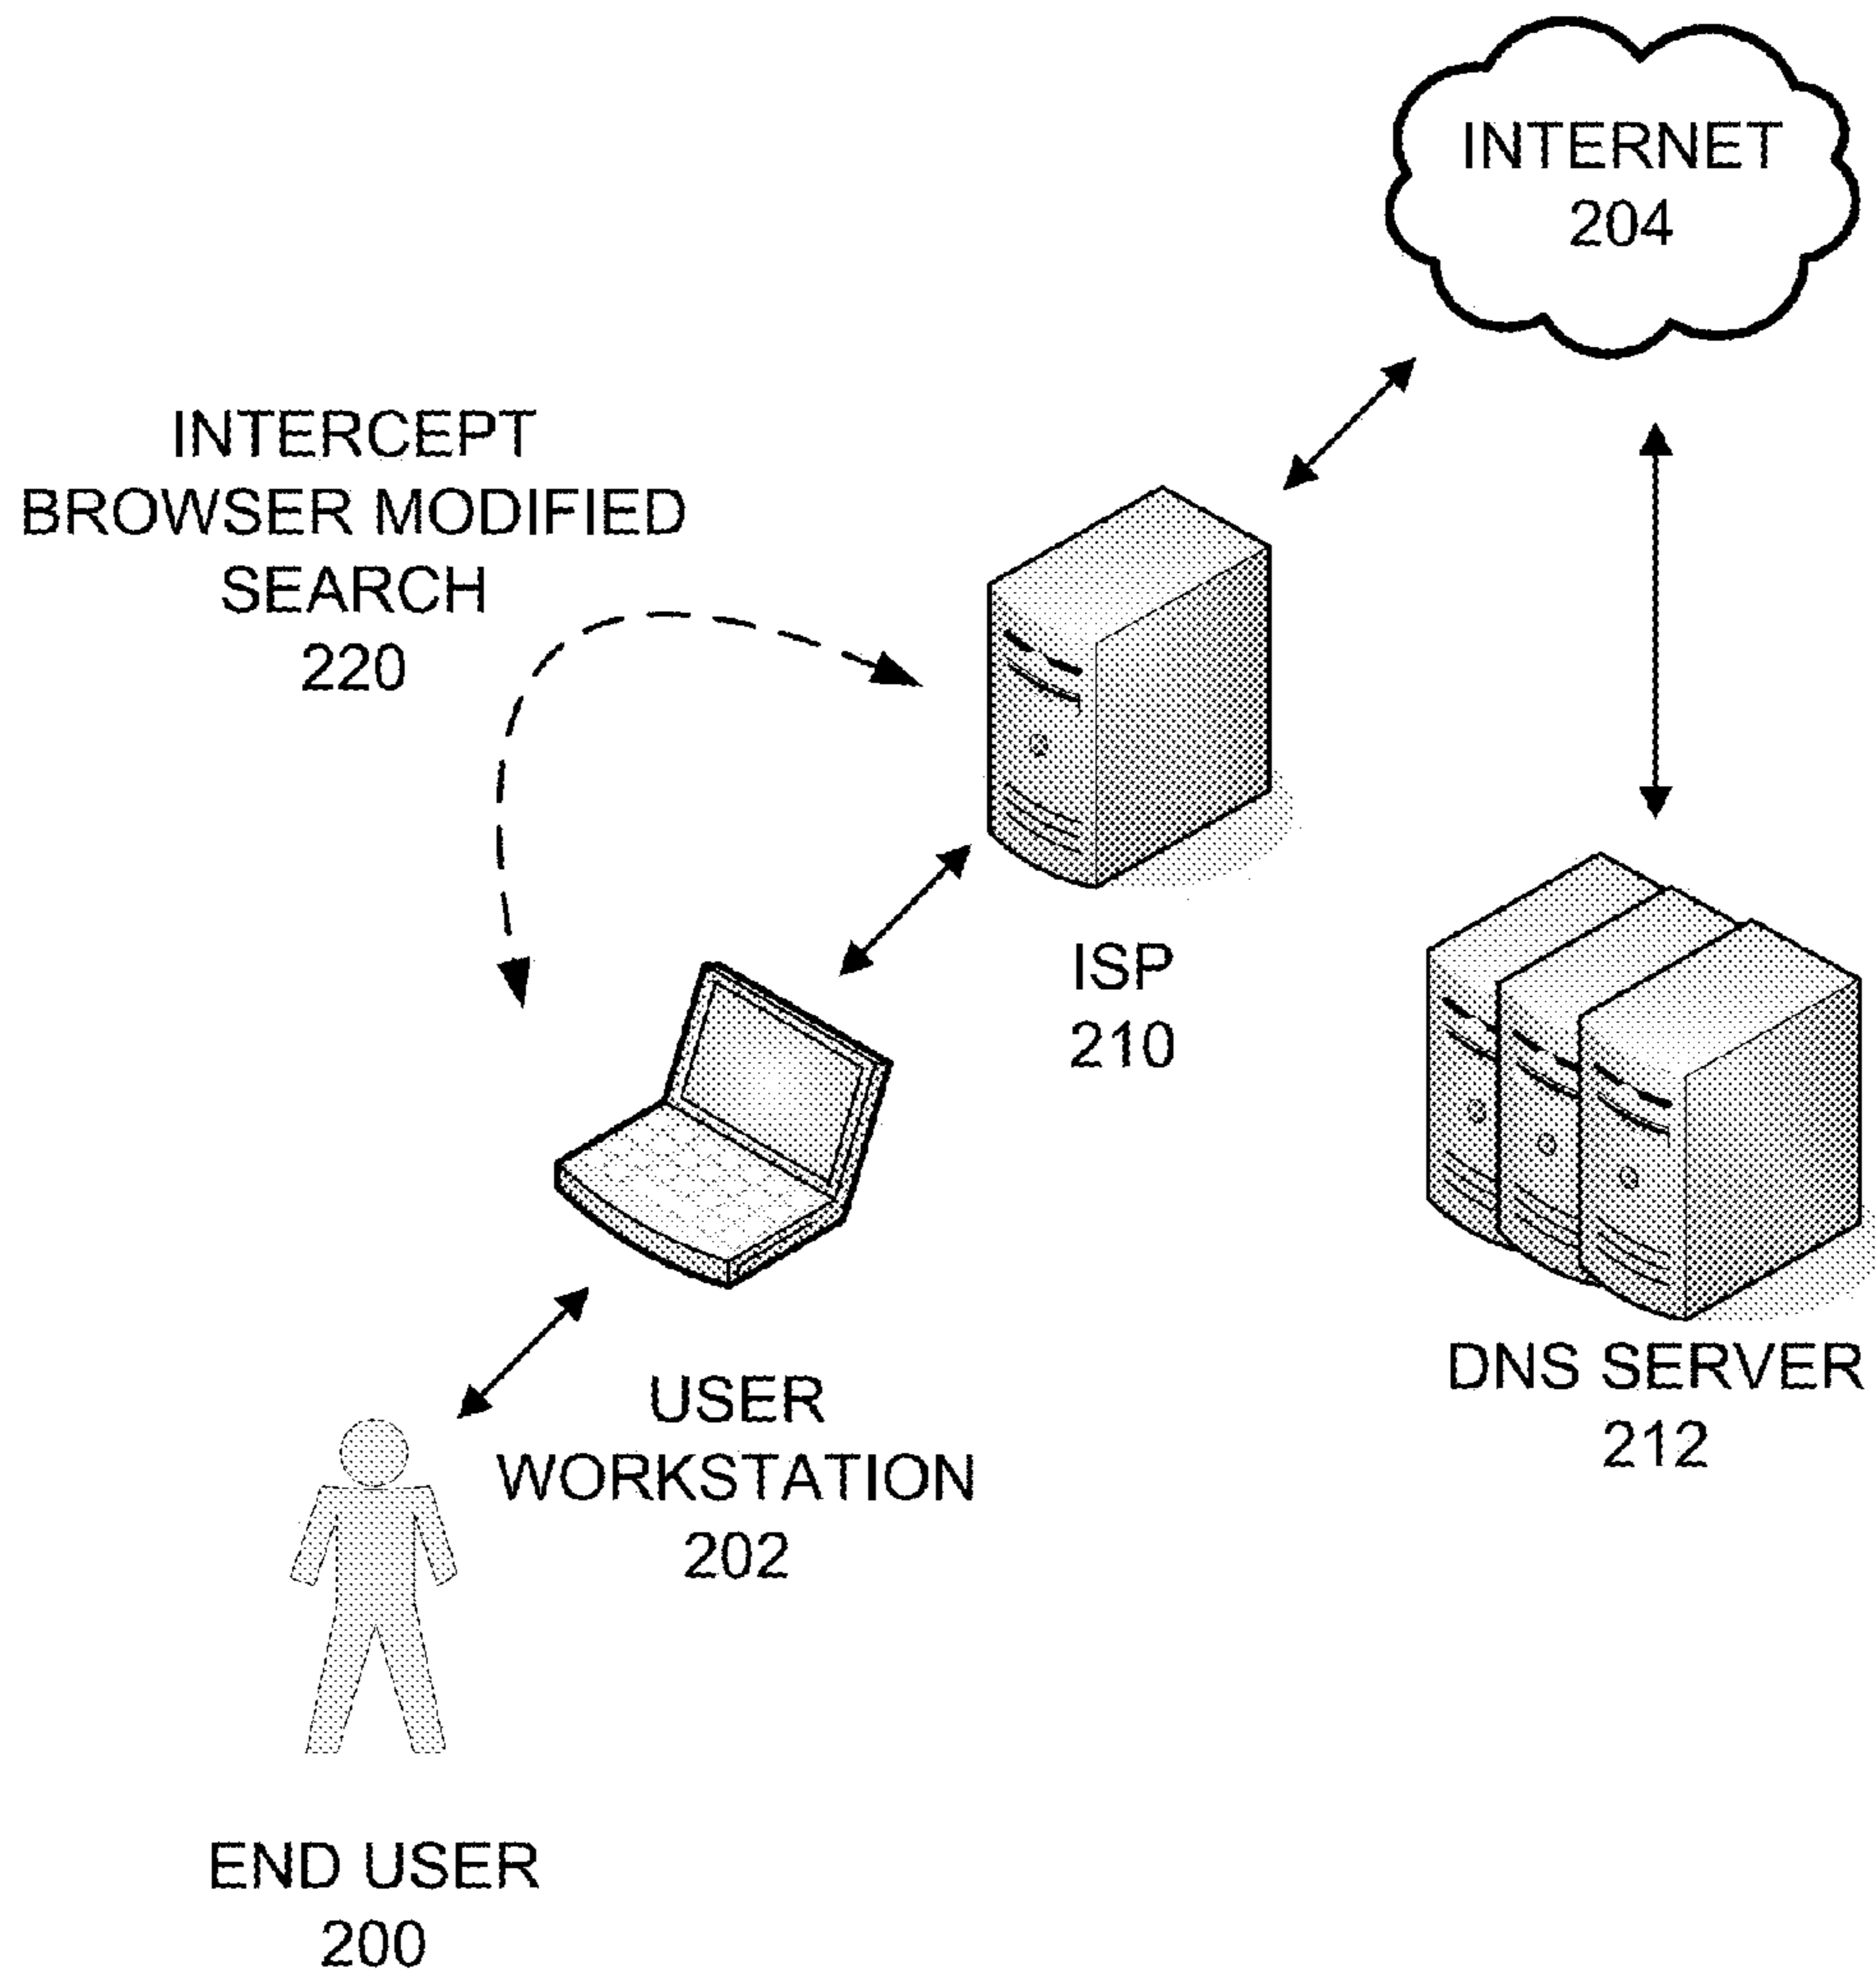 INTERNET
204
INTERCEPT
BROWSER MODIFIED
SEARCH
220
ISP
210
DNS SERVER
212
USER
WORKSTATION
202
END USER
200